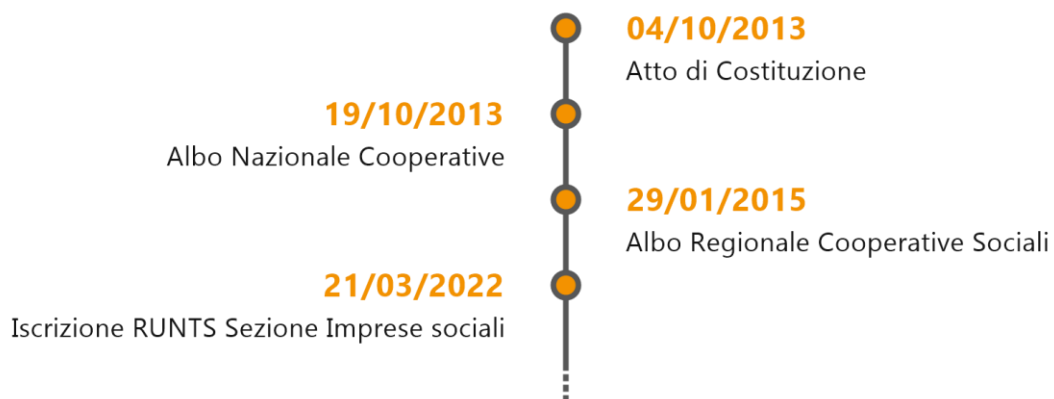 04/10/2013
Atto di Costituzione
19/10/2013
Albo Nazionale Cooperative
29/01/2015
Albo Regionale Cooperative Sociali
21/03/2022
Iscrizione RUNTS Sezione Imprese sociali